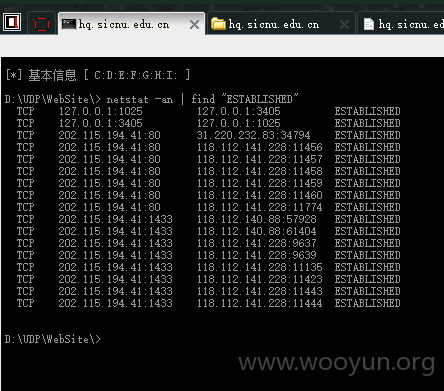 hq.sicnu.edu.cn hq.sicnu.edu.cn hq.sicnu
[*] 基本信息 [ C:D:E:F:G:H:I: ]
D:\UDP\WebSite\> netstat -an | find "ESTABLISHED"
TCP 127.0.0.1:1025 127.0.0.1:3405 ESTABLISHED
TCP 127.0.0.1:3405 127.0.0.1:1025 ESTABLISHED
TCP 202.115.194.41:80 31.220.232.83:34794 ESTABLISHED
TCP 202.115.194.41:80 118.112.141.228:11456 ESTABLISHED
TCP 202.115.194.41:80 118.112.141.228:11457 ESTABLISHED
TCP 202.115.194.41:80 118.112.141.228:11458 ESTABLISHED
TCP 202.115.194.41:80 118.112.141.228:11459 ESTABLISHED
TCP 202.115.194.41:80 118.112.141.228:11460 ESTABLISHED
TCP 202.115.194.41:80 118.112.141.228:11774 ESTABLISHED
TCP 202.115.194.41:1433 118.112.140.88:57928 ESTABLISHED
TCP 202.115.194.41:1433 118.112.140.88:61404 ESTABLISHED
TCP 202.115.194.41:1433 118.112.141.228:9637 ESTABLISHED
TCP 202.115.194.41:1433 118.112.141.228:9639 ESTABLISHED
TCP 202.115.194.41:1433 118.112.141.228:11135 ESTABLISHED
TCP 202.115.194.41:1433 118.112.141.228:11423 ESTABLISHED
TCP 202.115.194.41:1433 118.112.141.228:11443 ESTABLISHED
TCP 202.115.194.41:1433 118.112.141.228:11444 ESTABLISHED
D:\UDP\WebSite\>
www.wooyun.org